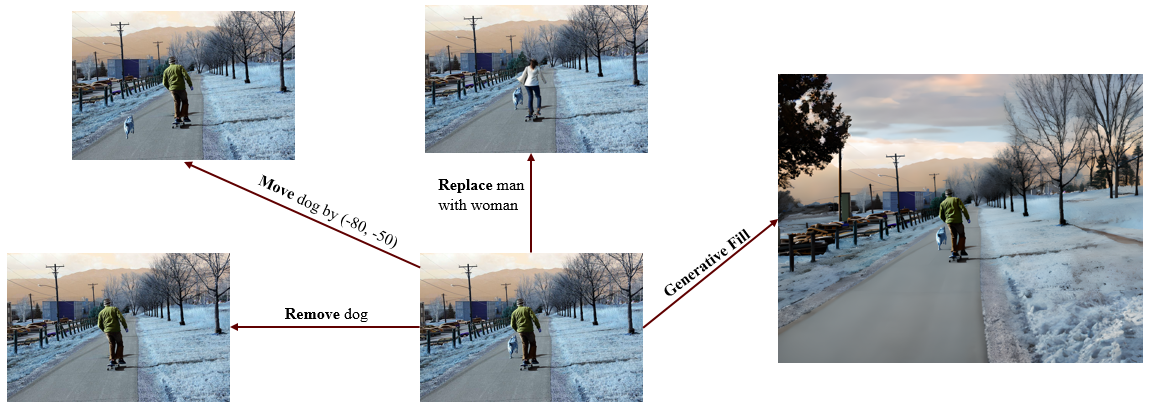 Move dog by (-80, -50)
Replace man
with woman
Generative Fill
Remove dog